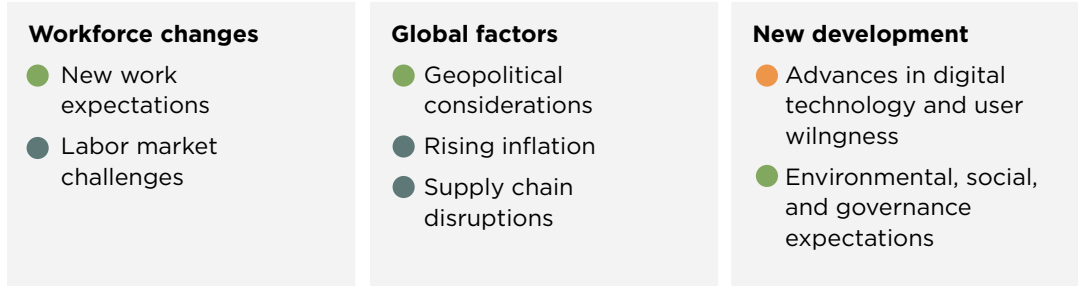 Workforce changes
New work
expectations
Labor market
challenges
Global factors
Geopolitical
considerations
Rising inflation
Supply chain
disruptions
New development
Advances in digital
technology and user
wilngness
Environmental, social,
and governance
expectations